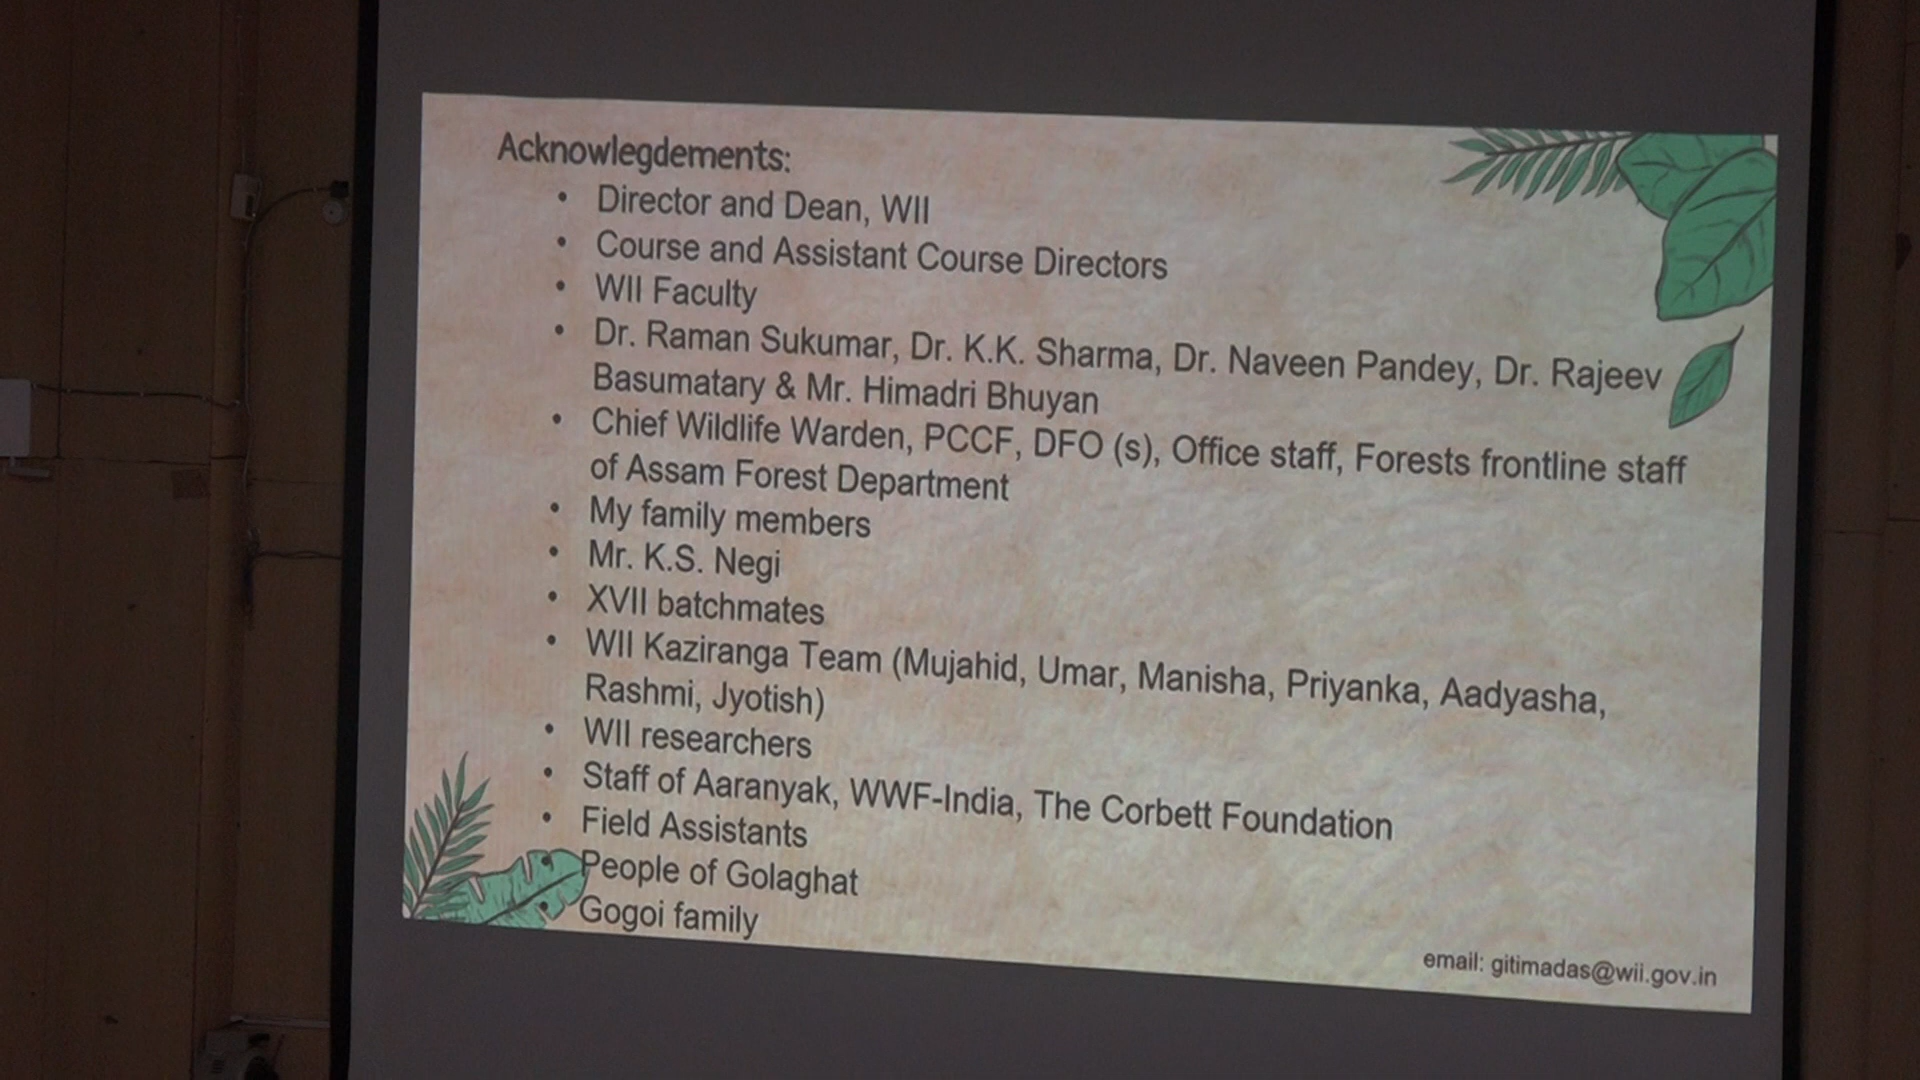 Acknowlegdements:
• Director and Dean, WII
• Course and Assistant Course Directors
• WII Faculty
• Dr. Raman Sukumar, Dr. K.K. Sharma, Dr. Naveen Pandey, Dr. Rajeev
Basumatary & Mr. Himadri Bhuyan
• Chief Wildlife Warden, PCCF, DFO (s), Office staff, Forests frontline staff
of Assam Forest Department
• My family members
• Mr. K.S. Negi
• XVII batchmates
• WII Kaziranga Team (Mujahid, Umar, Manisha, Priyanka, Aadyasha,
Rashmi, Jyotish)
• WII researchers
• Staff of Aaranyak, WWF-India, The Corbett Foundation
• Field Assistants
• People of Golaghat
• Gogoi family
email: gitimadas@wii.gov.in